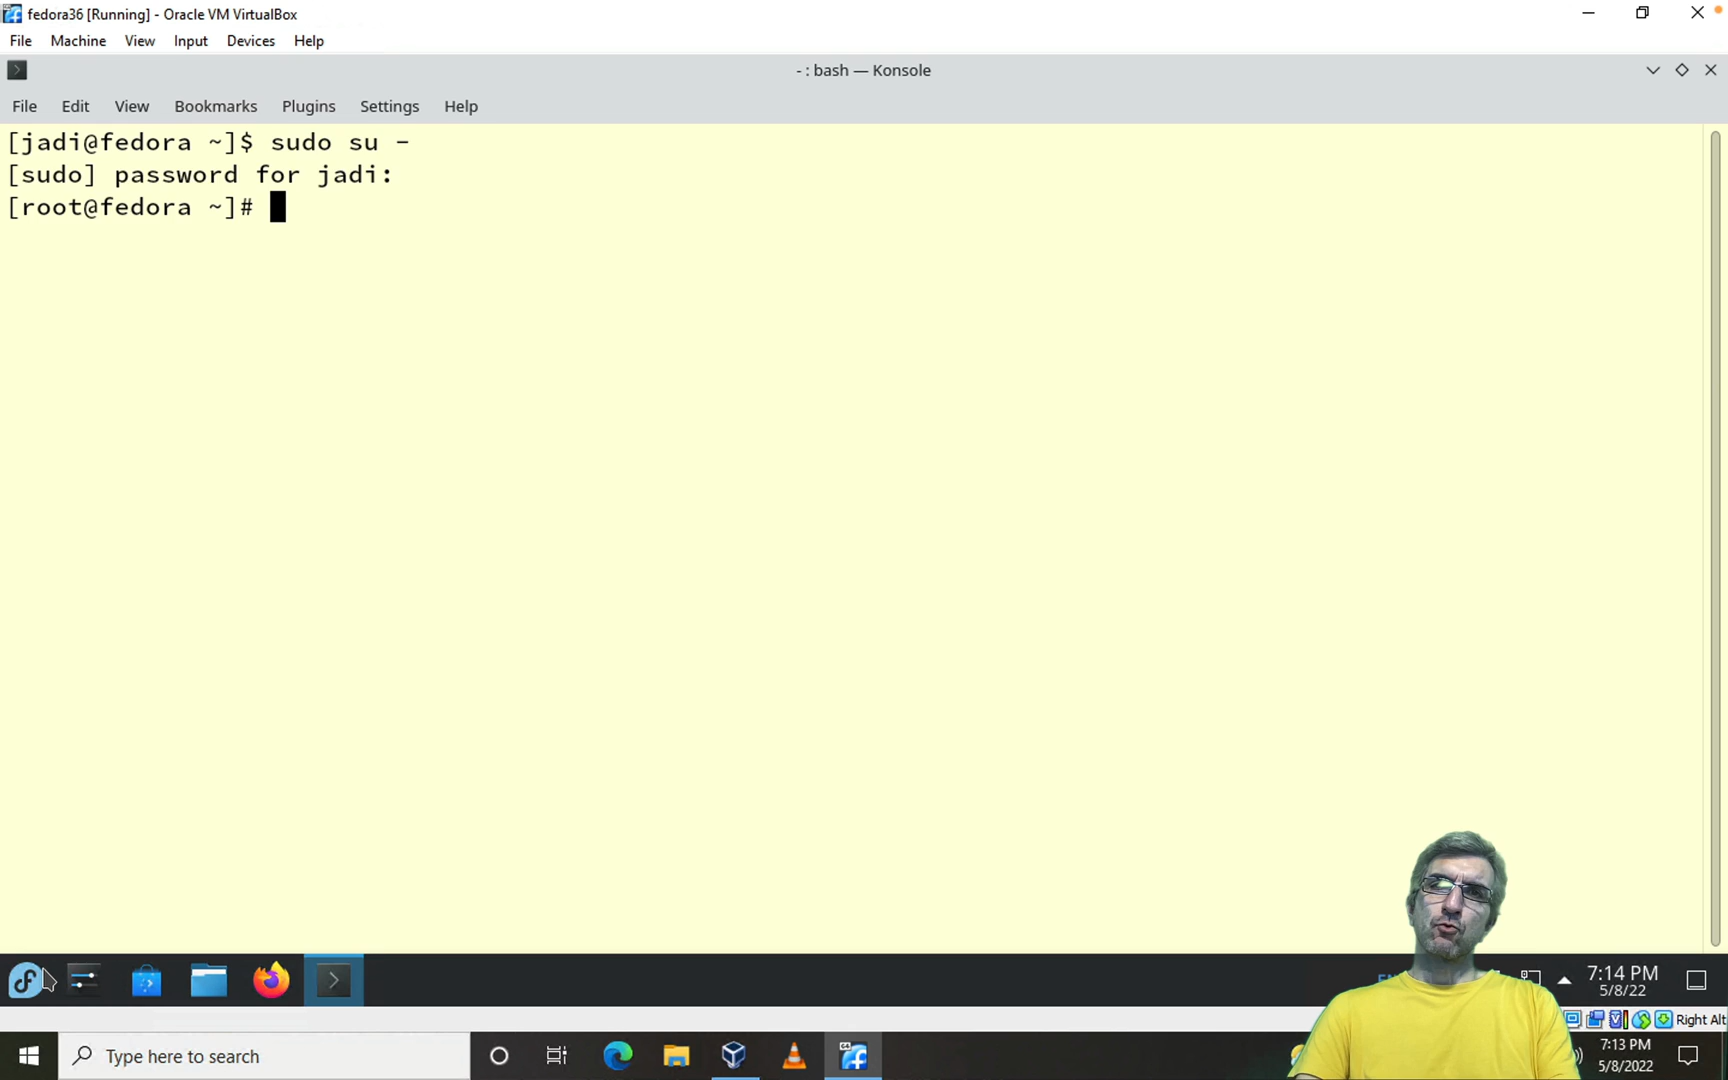 fedora36 [Running] - Oracle VM VirtualBox
File Machine View Input Devices Help
- : bash — Konsole
File Edit View Bookmarks Plugins Settings Help
[jadi@fedora ~]$ sudo su -
[sudo] password for jadi:
[root@fedora ~]#
7:14 PM
5/8/22
Right Alt
Type here to search
64
7:13 PM
5/8/2022